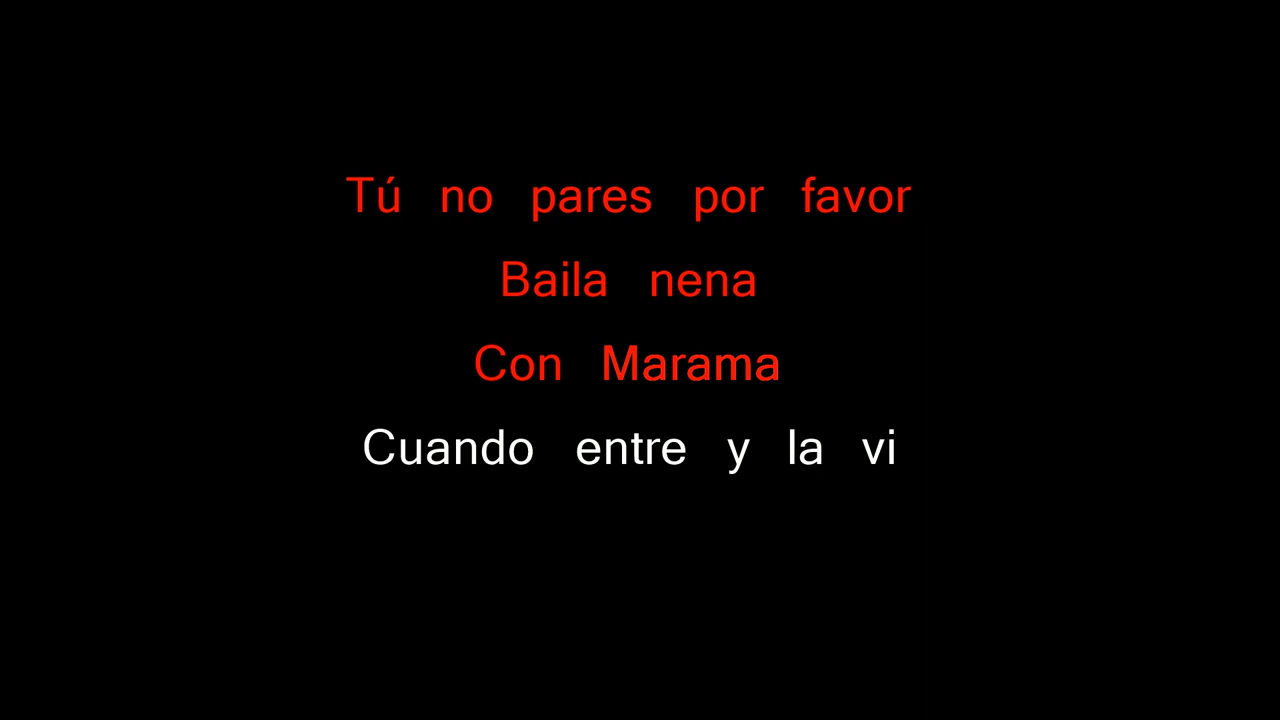 Tú no pares por favor
Baila nena
Con Marama
Cuando entre y la vi